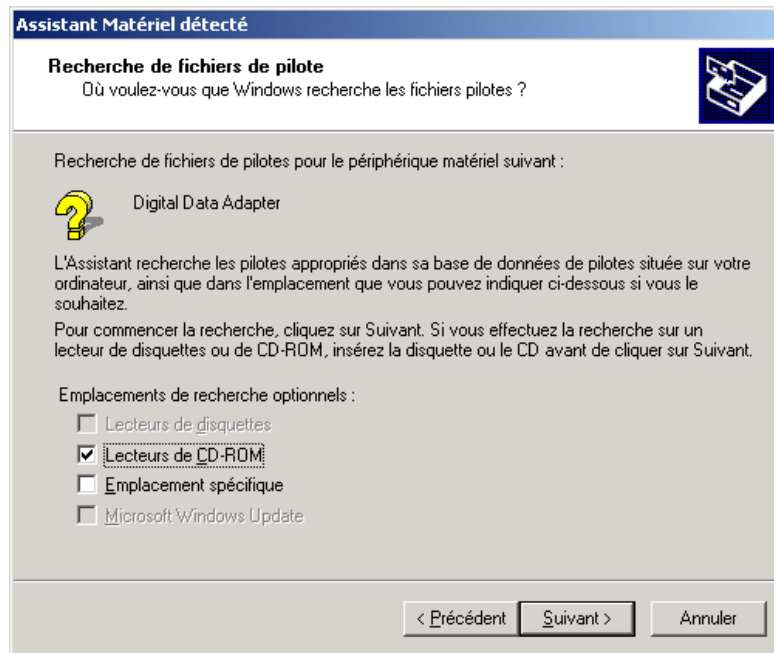 Assistant Matériel détecté
Recherche de fichiers de pilote
Où voulez-vous que Windows recherche les fichiers pilotes ?
Recherche de fichiers de pilotes pour le périphérique matériel suivant :
Digital Data Adapter
L'Assistant recherche les pilotes appropriés dans sa base de données de pilotes située sur votre
ordinateur, ainsi que dans l'emplacement que vous pouvez indiquer ci-dessous si vous le
souhaitez.
Pour commencer la recherche, cliquez sur Suivant. Si vous effectuez la recherche sur un
lecteur de disquettes ou de CD-ROM, insérez la disquette ou le CD avant de cliquer sur Suivant.
Emplacements de recherche optionnels :
Lecteurs de disquettes
Lecteurs de CD-ROM
Emplacement spécifique
Microsoft Windows Update
< Précédent Suivant > Annuler